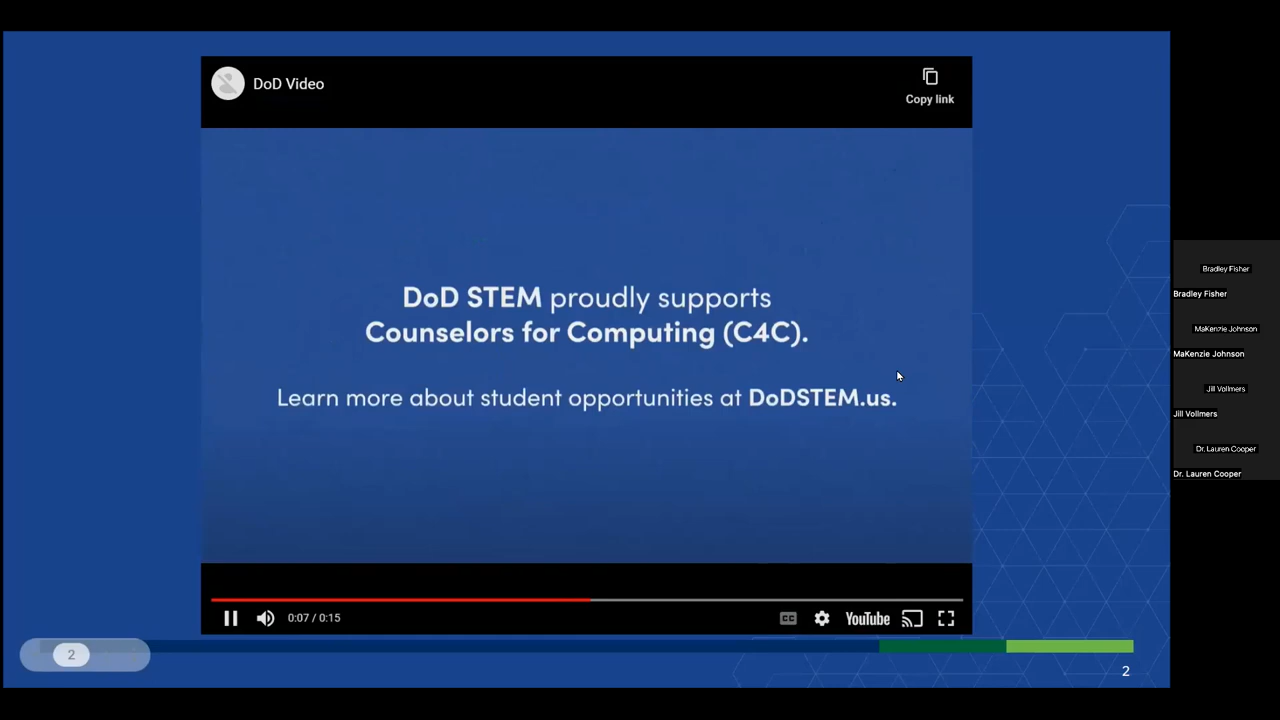 DoD Video
Copy link
DoD STEM proudly supports
Counselors for Computing (C4C).
Learn more about student opportunities at DoDSTEM.us.
0:07 / 0:15
CC
YouTube
2
2
Bradley Fisher
Bradley Fisher
MaKenzie Johnson
MaKenzie Johnson
Jill Vollmers
Jill Vollmers
Dr. Lauren Cooper
Dr. Lauren Cooper